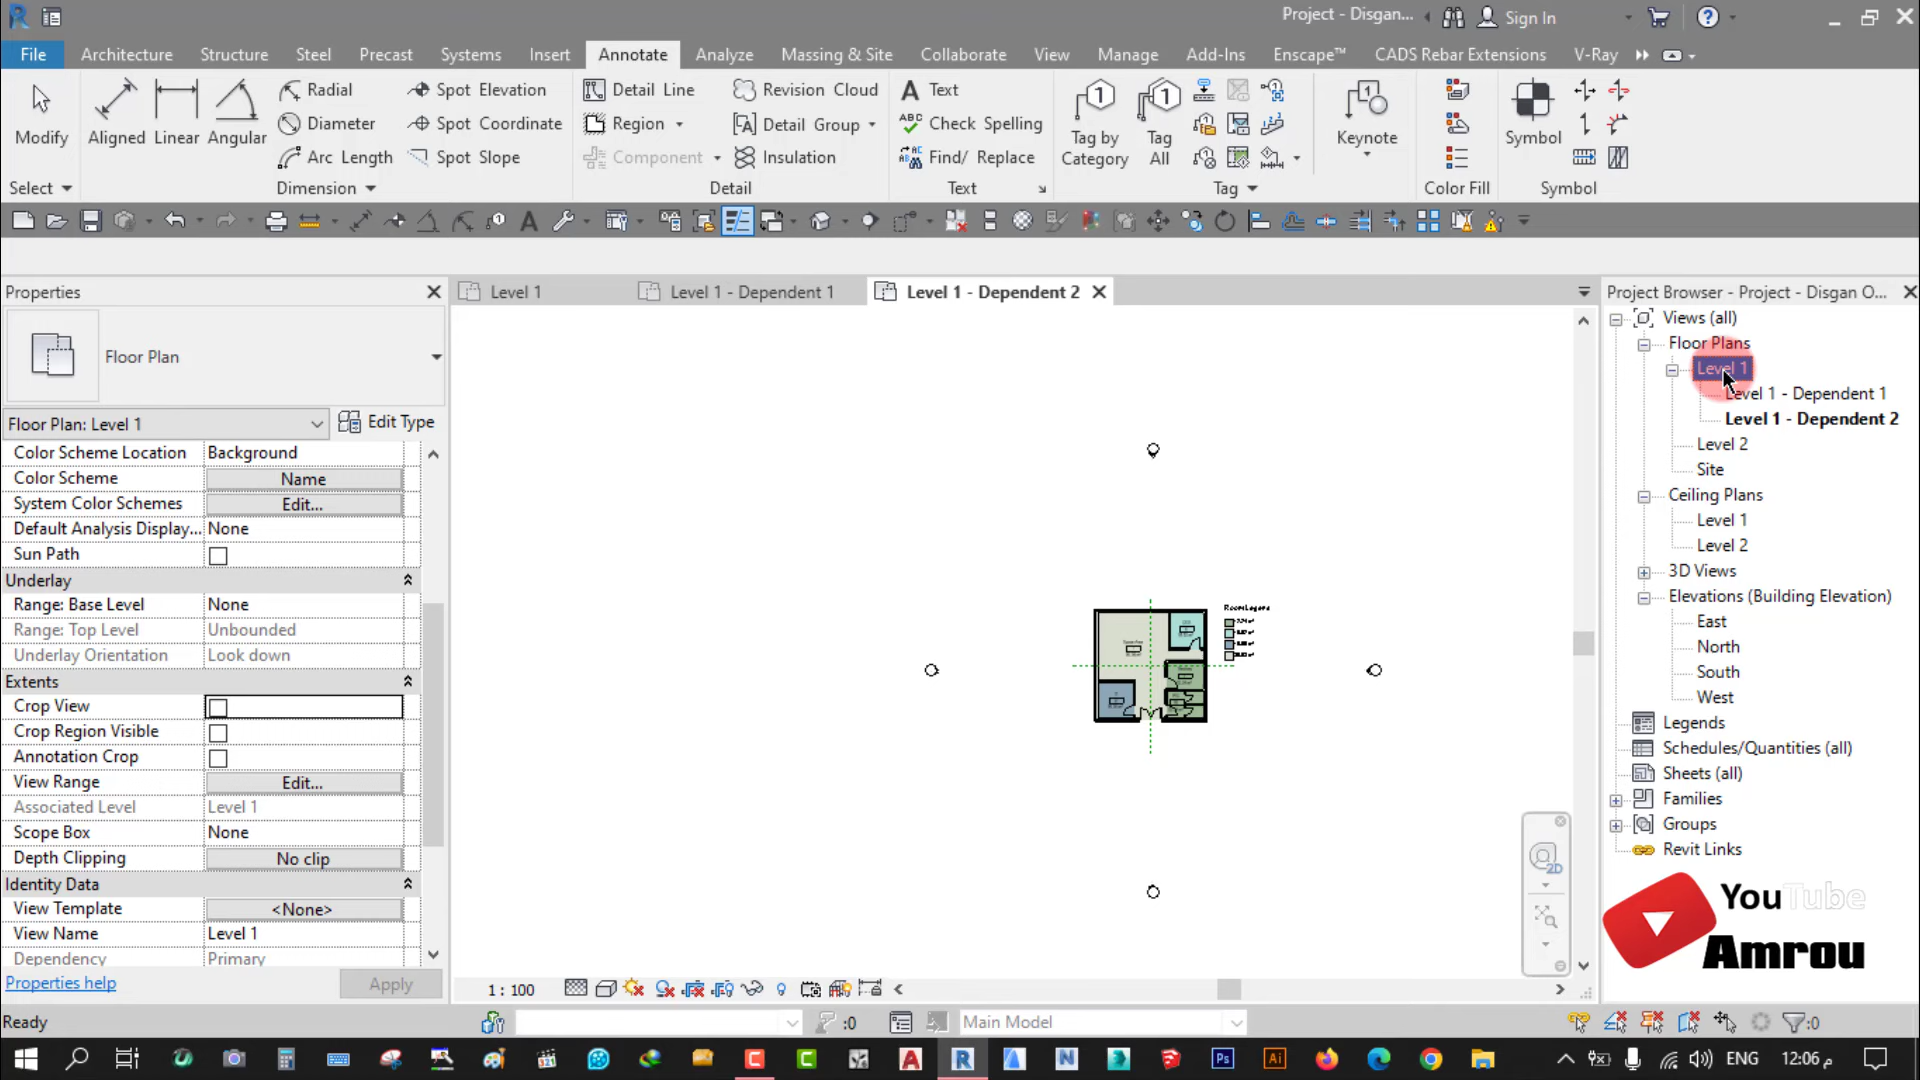 Project - Disgan...
Sign In
File Architecture Structure Steel Precast Systems Insert Annotate Analyze Massing & Site Collaborate View Manage Add-Ins Enscape™ CADS Rebar Extensions V-Ray
Modify
Aligned Linear Angular
Radial
Diameter
Arc Length
Spot Elevation
Spot Coordinate
Spot Slope
Detail Line
Region
Component
Revision Cloud
Detail Group
Insulation
Text
Check Spelling
Find/ Replace
Tag by
Category
Tag
All
Keynote
Symbol
Select Dimension Detail Text Tag Color Fill Symbol
Properties
Level 1 Level 1 - Dependent 1 Level 1 - Dependent 2
Project Browser - Project - Disgan O...
Floor Plan
Floor Plan: Level 1 Edit Type
Color Scheme Location Background
Color Scheme Name
System Color Schemes Edit...
Default Analysis Display... None
Sun Path
Underlay
Range: Base Level None
Range: Top Level Unbounded
Underlay Orientation Look down
Extents
Crop View
Crop Region Visible
Annotation Crop
View Range Edit...
Associated Level Level 1
Scope Box None
Depth Clipping No clip
Identity Data
View Template <None>
View Name Level 1
Dependency Primary
Properties help Apply
Room Legend
Views (all)
Floor Plans
Level 1
Level 1 - Dependent 1
Level 1 - Dependent 2
Level 2
Site
Ceiling Plans
Level 1
Level 2
3D Views
Elevations (Building Elevation)
East
North
South
West
Legends
Schedules/Quantities (all)
Sheets (all)
Families
Groups
Revit Links
YouTube
Amrou
2D
1 : 100
Ready
:0
Main Model
:0
ENG
12:06 م